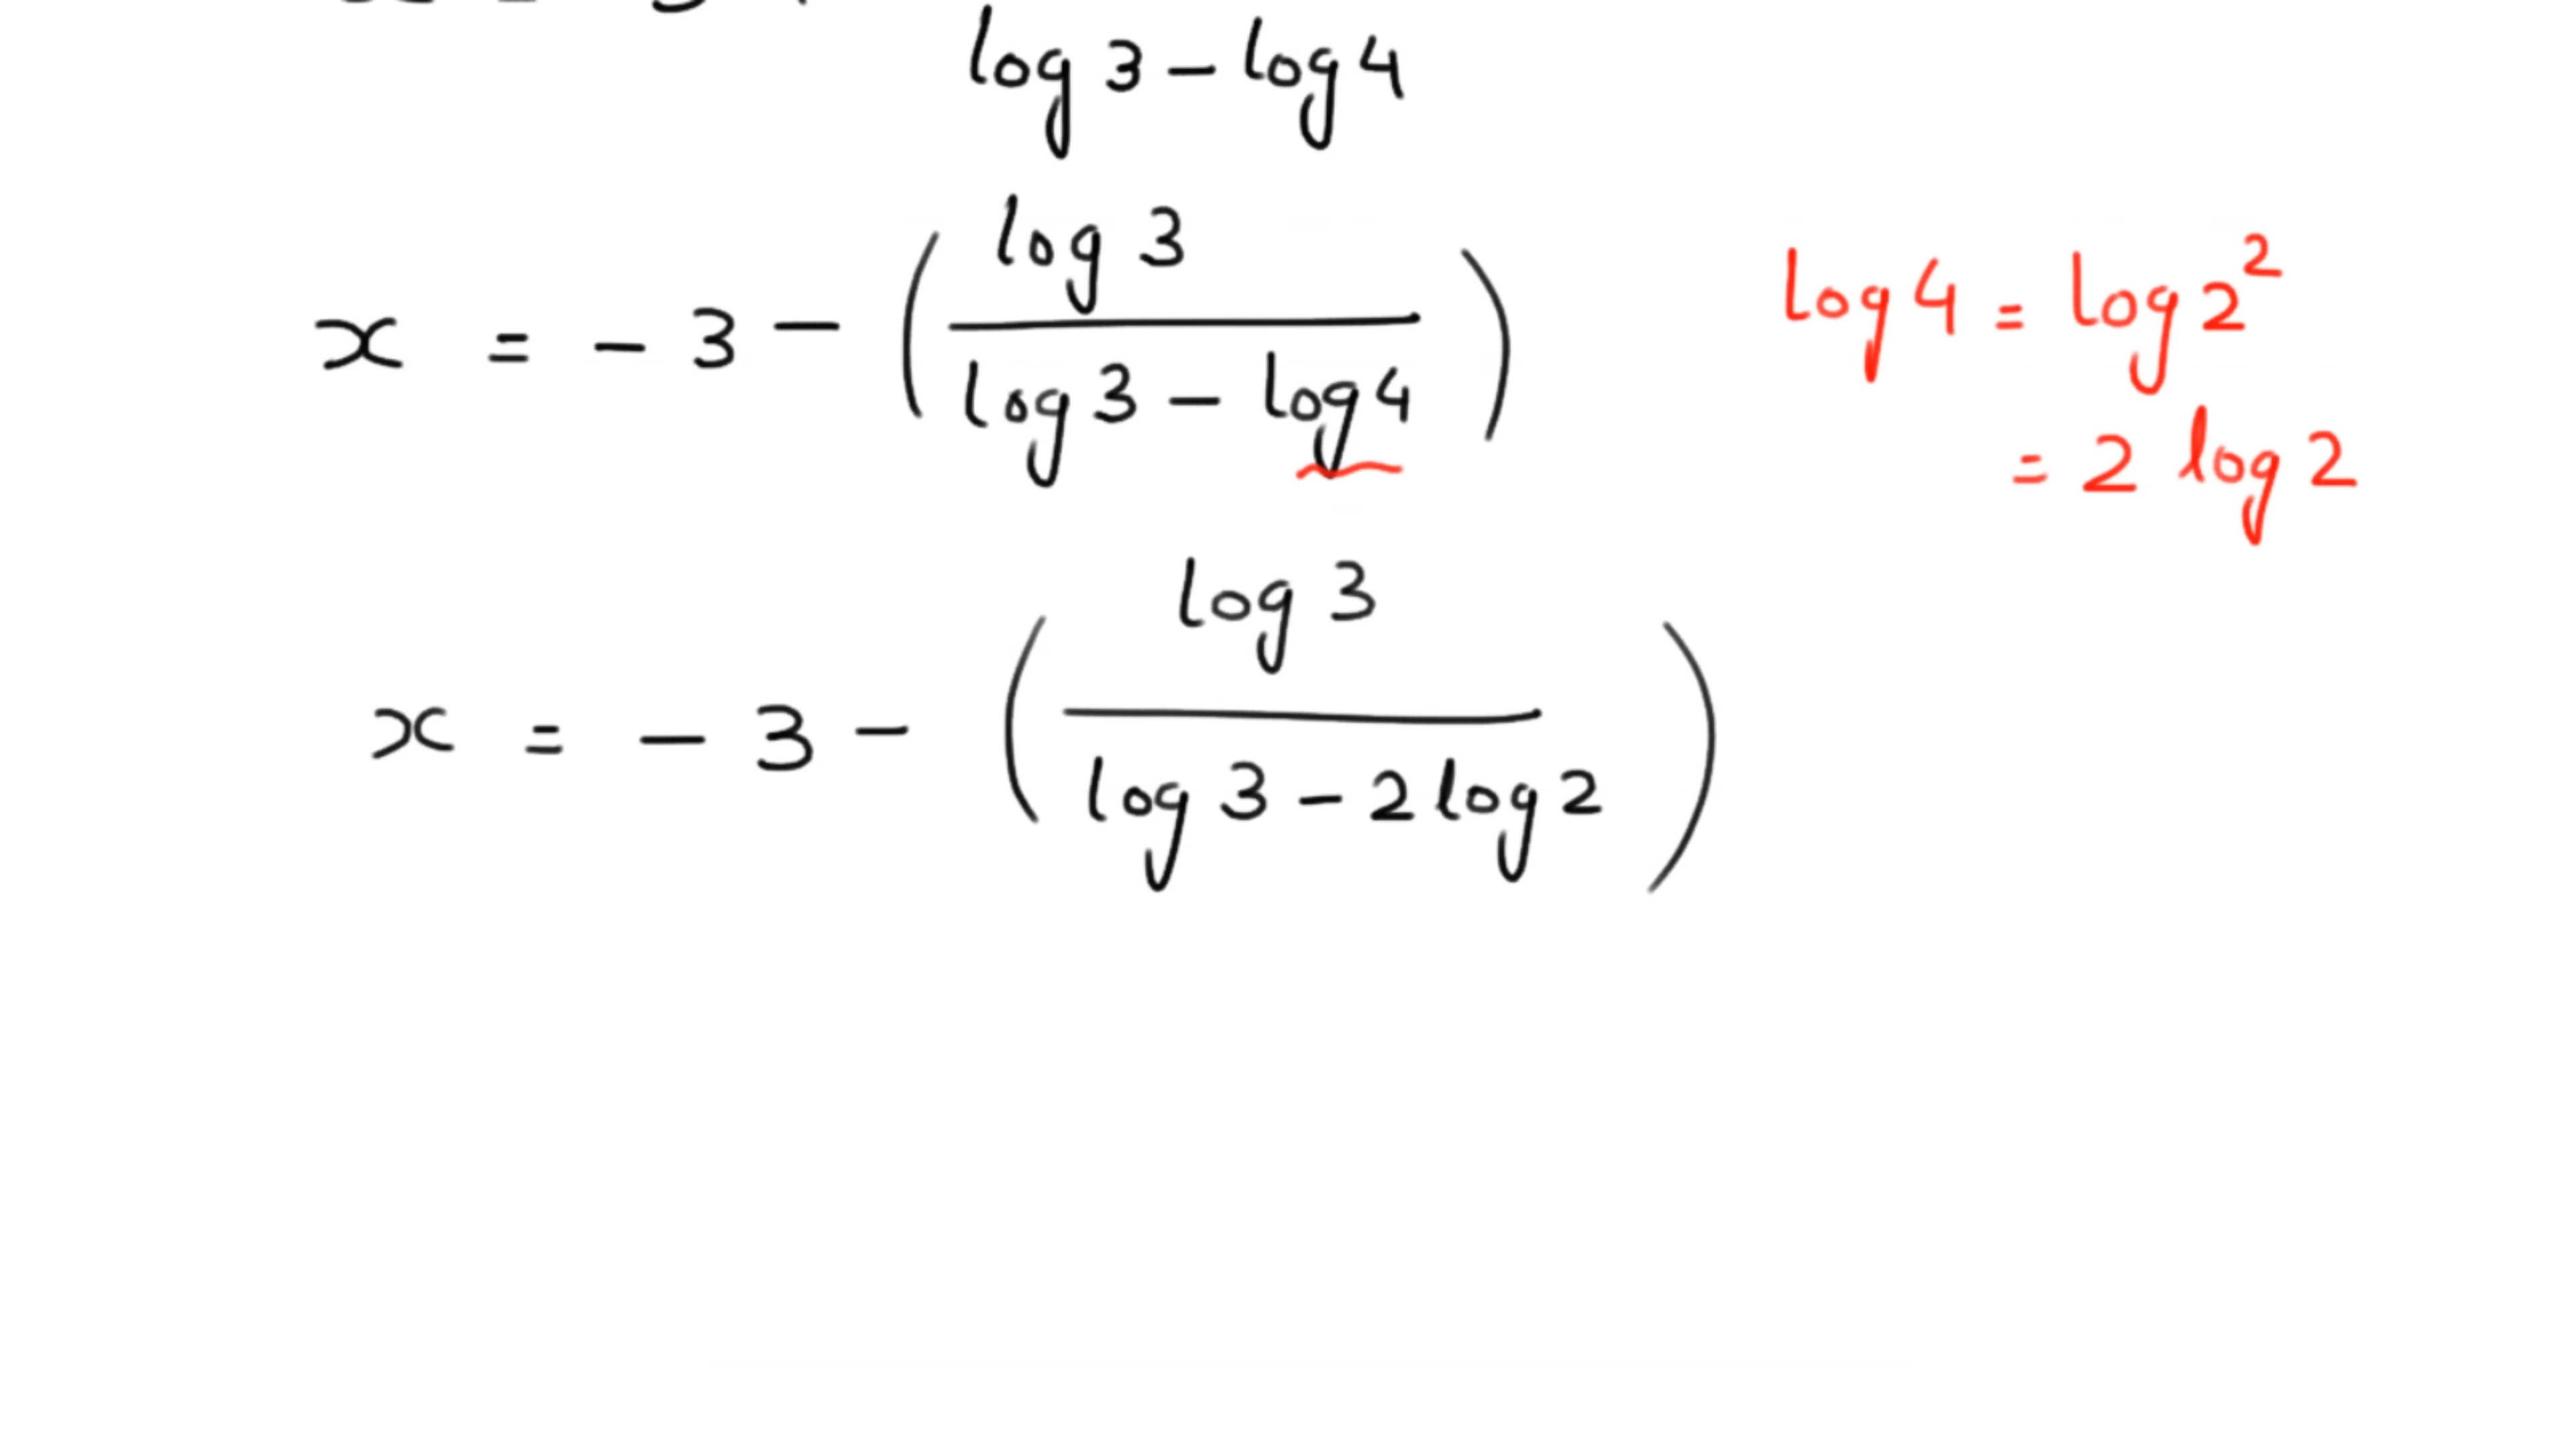 log 3 - log 4
x = - 3 - ( log 3 / log 3 - log 4 )
log 4 = log 2²
= 2 log 2
x = - 3 - ( log 3 / log 3 - 2 log 2 )